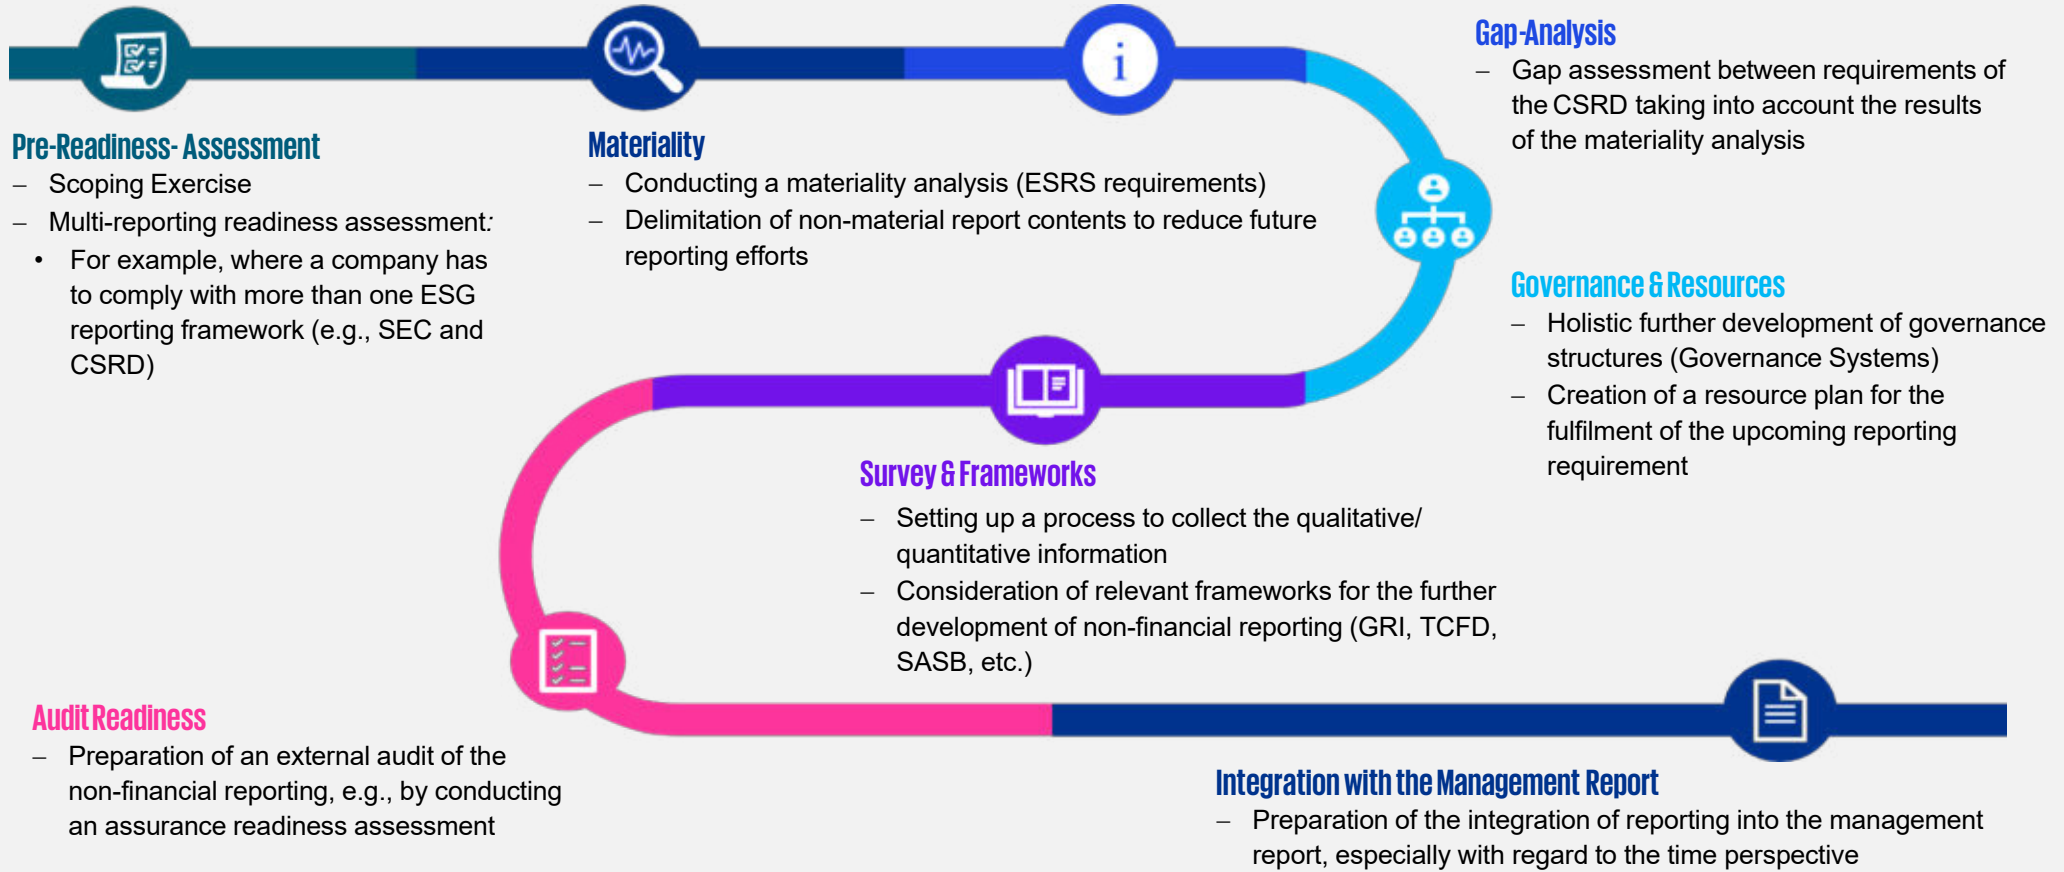 Pre-Readiness- Assessment
– Scoping Exercise
– Multi-reporting readiness assessment:
• For example, where a company has
to comply with more than one ESG
reporting framework (e.g., SEC and
CSRD)
Materiality
– Conducting a materiality analysis (ESRS requirements)
– Delimitation of non-material report contents to reduce future
reporting efforts
i
Gap-Analysis
– Gap assessment between requirements of
the CSRD taking into account the results
of the materiality analysis
Governance & Resources
– Holistic further development of governance
structures (Governance Systems)
– Creation of a resource plan for the
fulfilment of the upcoming reporting
requirement
Survey & Frameworks
– Setting up a process to collect the qualitative/
quantitative information
– Consideration of relevant frameworks for the further
development of non-financial reporting (GRI, TCFD,
SASB, etc.)
Audit Readiness
– Preparation of an external audit of the
non-financial reporting, e.g., by conducting
an assurance readiness assessment
Integration with the Management Report
– Preparation of the integration of reporting into the management
report, especially with regard to the time perspective